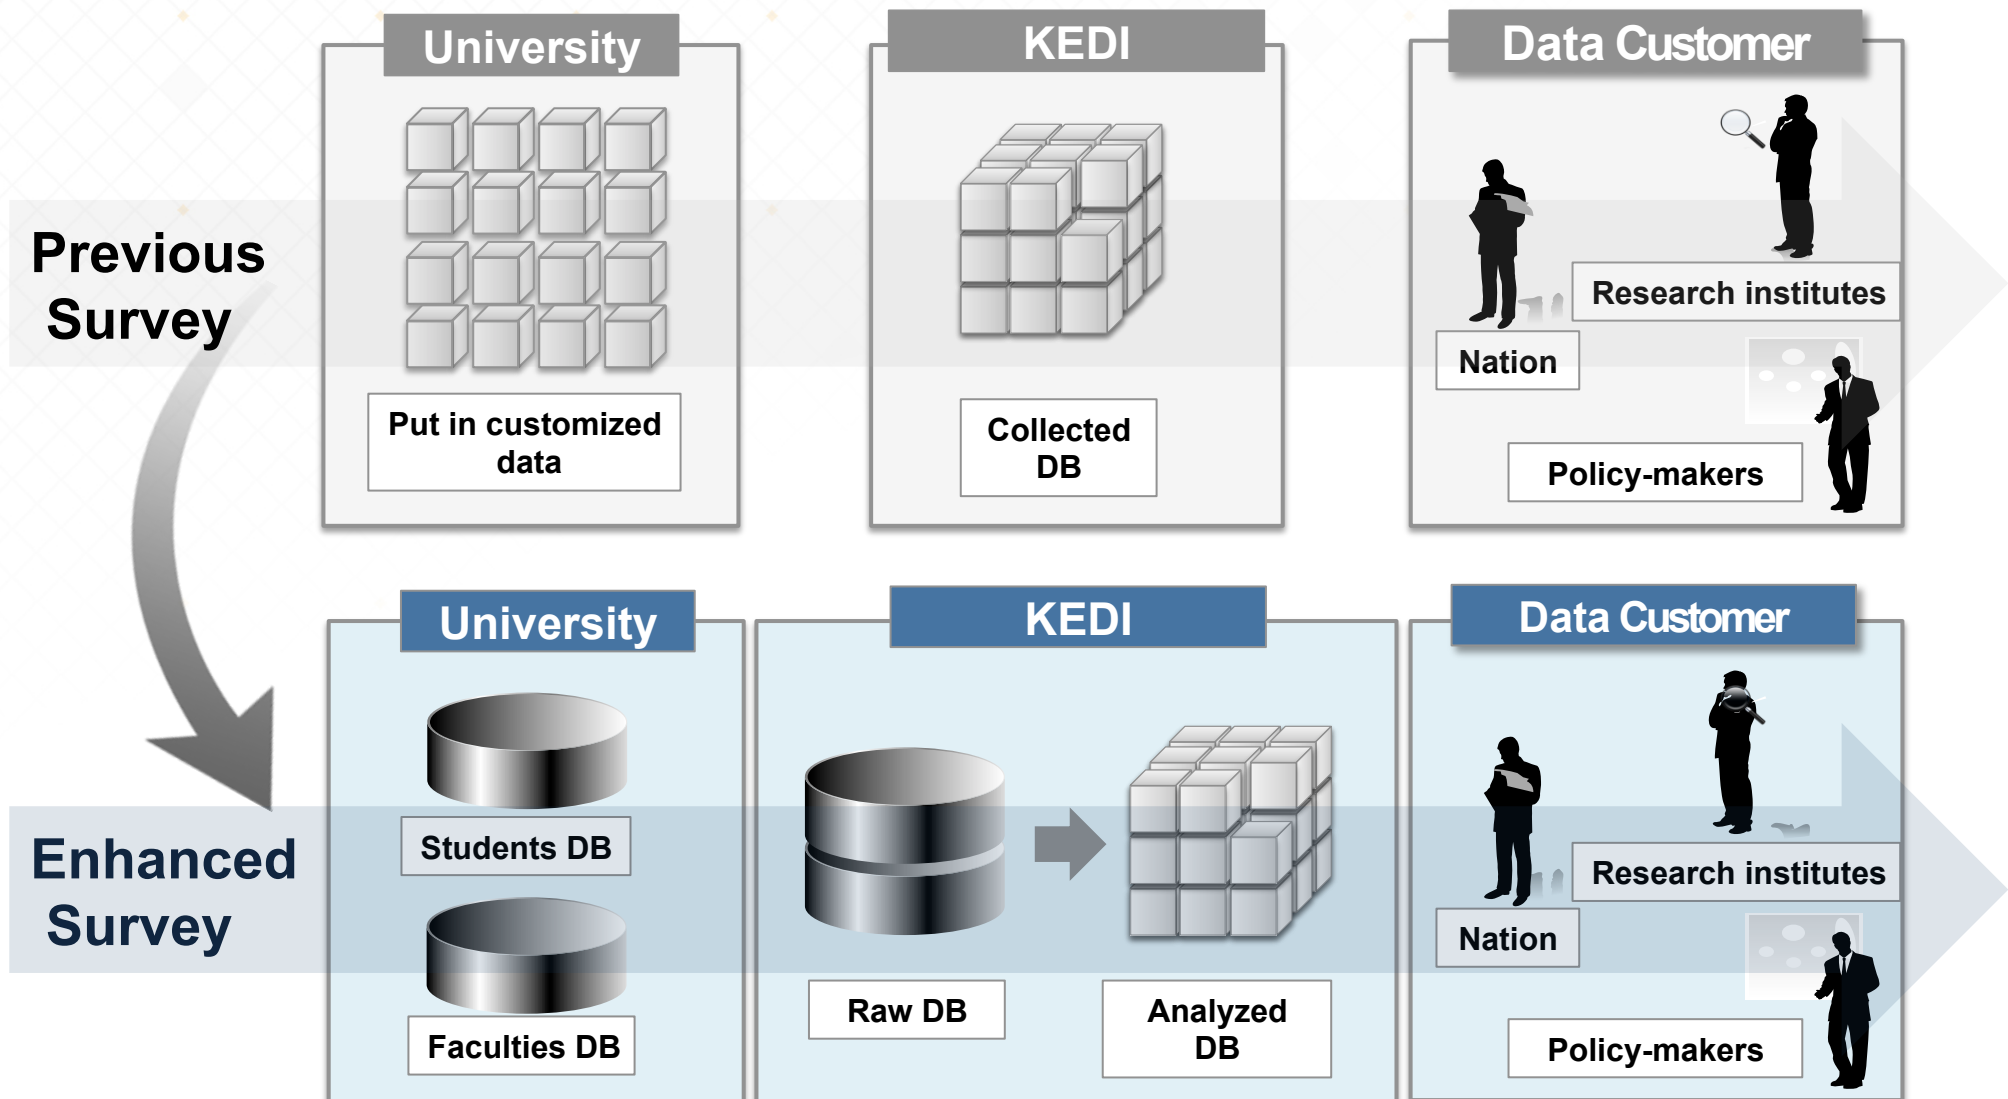 University
KEDI
Data Customer
Previous
Survey
Research institutes
Nation
Put in customized
data
Collected
DB
Policy-makers
University
KEDI
Data Customer
Enhanced
Survey
Students DB
Research institutes
Nation
Raw DB
Analyzed
DB
Faculties DB
Policy-makers